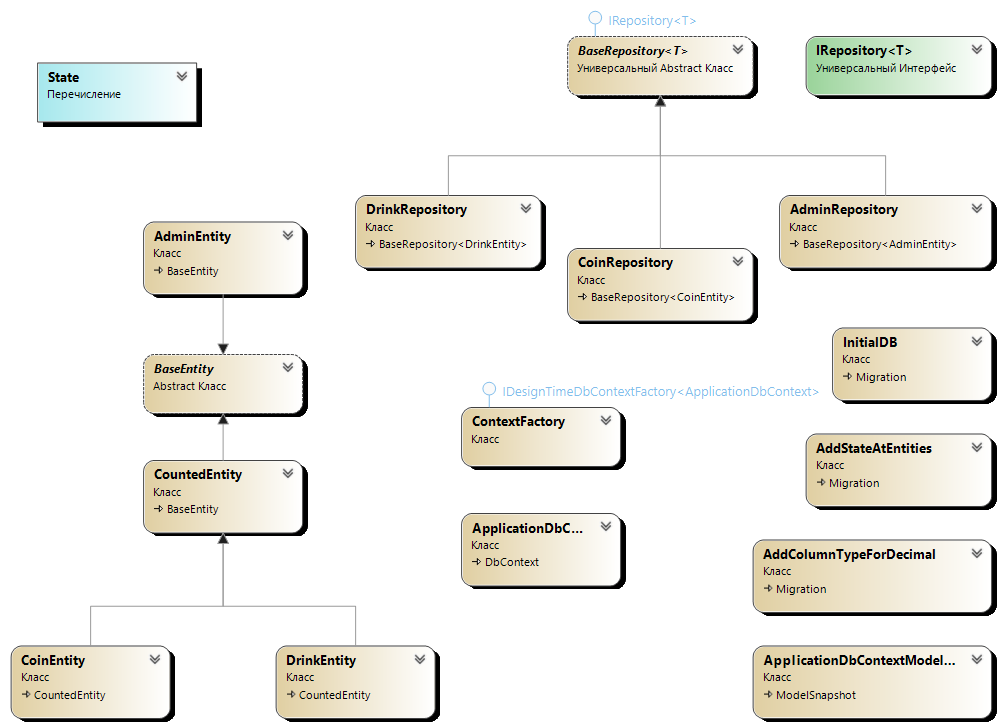 IRepository<T>
BaseRepository<T>
Универсальный Abstract Класс
IRepository<T>
Универсальный Интерфейс
State
Перечисление
DrinkRepository
Класс
BaseRepository<DrinkEntity>
AdminRepository
Класс
BaseRepository<AdminEntity>
AdminEntity
Класс
BaseEntity
CoinRepository
Класс
BaseRepository<CoinEntity>
InitialDB
Класс
Migration
BaseEntity
Abstract Класс
IDesignTimeDbContextFactory<ApplicationDbContext>
ContextFactory
Класс
AddStateAtEntities
Класс
Migration
CountedEntity
Класс
BaseEntity
ApplicationDbC...
Класс
DbContext
AddColumnTypeForDecimal
Класс
Migration
CoinEntity
Класс
CountedEntity
DrinkEntity
Класс
CountedEntity
ApplicationDbContextModel...
Класс
ModelSnapshot